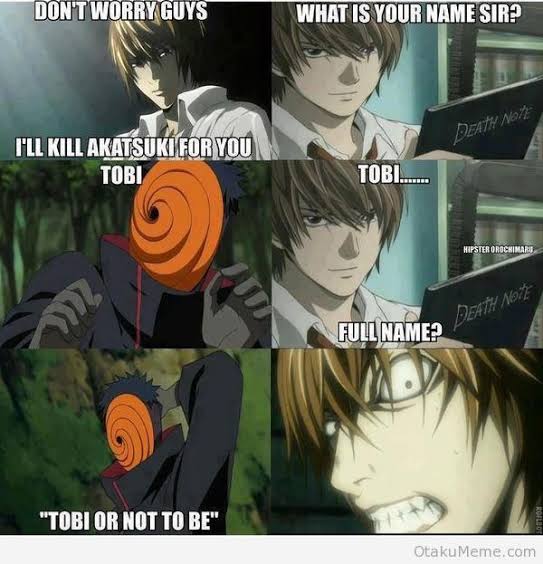 DON'T WORRY GUYS
I'LL KILL AKATSUKI FOR YOU
WHAT IS YOUR NAME SIR?
DEATH NOTE
TOBI
TOBI.......
HIPSTER OROCHIMARU
DEATH NOTE
FULL NAME?
"TOBI OR NOT TO BE"
OtakuMeme.com